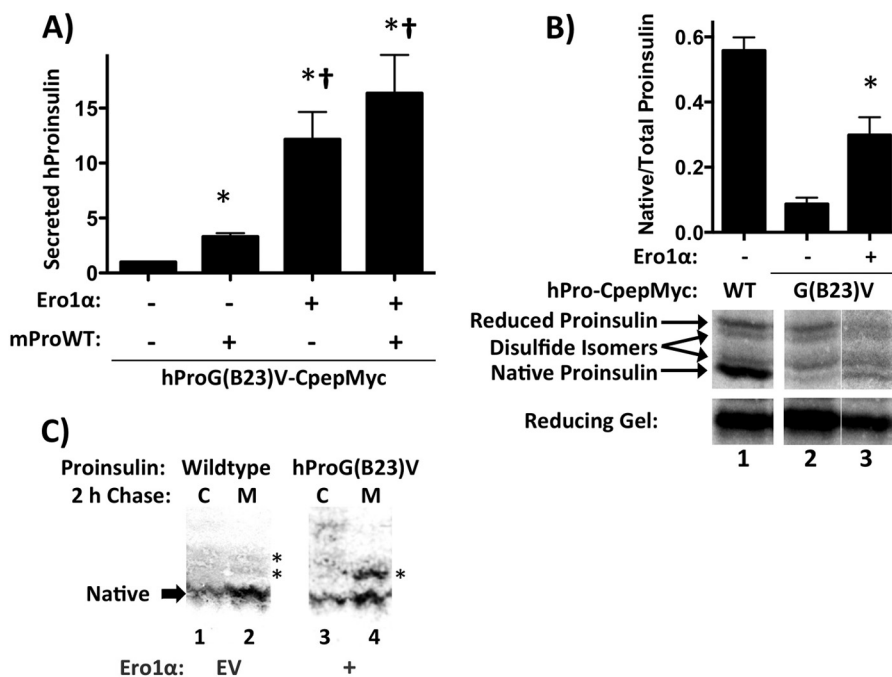 A)
Secreted hProinsulin
15
10
5
0
* *† *†
Ero1α: - - + +
mProWT: - + - +
hProG(B23)V-CpepMyc
B)
Native/Total Proinsulin
0.6
0.4
0.2
0.0
*
Ero1α: - - +
hPro-CpepMyc: WT G(B23)V
Reduced Proinsulin
Disulfide Isomers
Native Proinsulin
Reducing Gel:
1 2 3
C)
Proinsulin: Wildtype hProG(B23)V
2 h Chase: C M C M
*
* *
Native
1 2 3 4
Ero1α: EV +